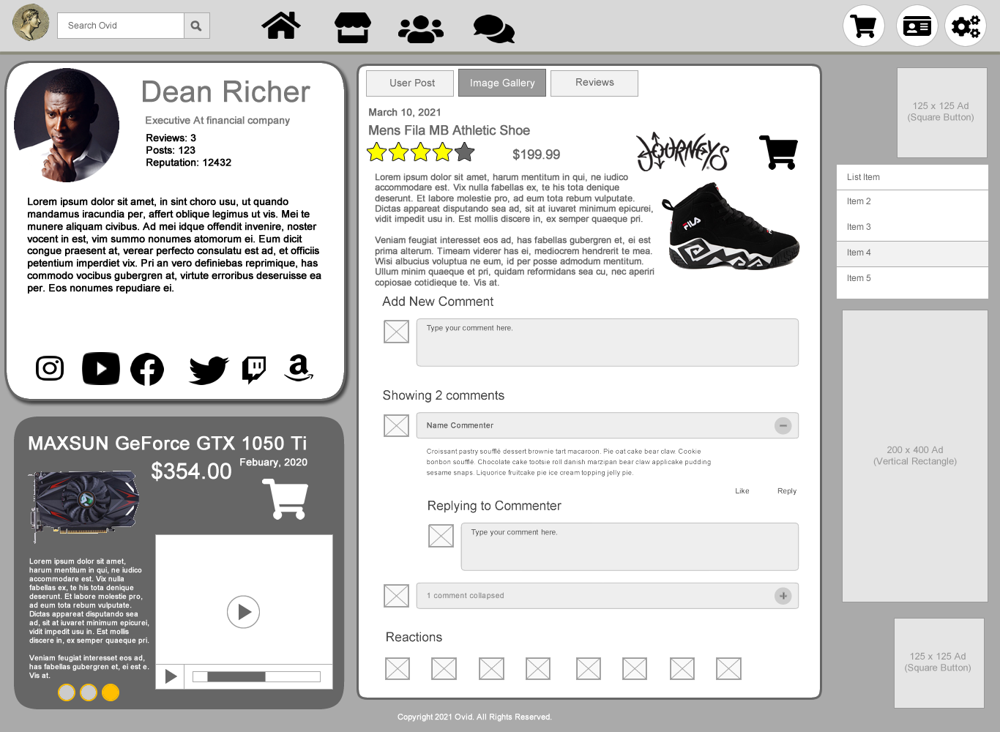 Search Ovid
Dean Richer
Executive At financial company
Reviews: 3
Posts: 123
Reputation: 12432
Lorem ipsum dolor sit amet, in sint choro usu, ut quando
mandamus iracundia per, affert oblique legimus ut vis. Mei te
munere aliquam civibus. Ad mei idque offendit invenire, noster
vocent in est, vim summo nonumes atomorum ei. Eum dicit
congue praesent at, verear perfecto consulatu est ad, et officiis
petentium imperdiet vix. Pri an vero definiebas reprimique, has
commodo vocibus gubergren at, virtute erroribus deseruisse ea
per. Eos nonumes repudiare ei.
MAXSUN GeForce GTX 1050 Ti
$354.00
Febuary, 2020
Lorem ipsum dolor sit amet,
harum mentitum in qui, ne iudico
accommodare est. Vix nulla
fabellas ex, te his tota denique
deserunt. Et labore molestie pro,
ad eum tota rebum vulputate.
Dictas appareat disputando sea
ad, sit at iuvaret minimum epicurei,
vidit impedit usu in. Est mollis
discere in, ex semper quaeque pri.
Veniam feugiat interesset eos ad,
has fabellas gubergren et, ei est e.
Vis at.
User Post
Image Gallery
Reviews
March 10, 2021
Mens Fila MB Athletic Shoe
$199.99
JOURNEYS
Lorem ipsum dolor sit amet, harum mentitum in qui, ne iudico
accommodare est. Vix nulla fabellas ex, te his tota denique
deserunt. Et labore molestie pro, ad eum tota rebum vulputate.
Dictas appareat disputando sea ad, sit at iuvaret minimum epicurei,
vidit impedit usu in. Est mollis discere in, ex semper quaeque pri.
Veniam feugiat interesset eos ad, has fabellas gubergren et, ei est
prima alterum. Timeam viderer has ei, mediocrem hendrerit te mea.
Wisi albucius voluptua ne eum, id per posse admodum mentitum.
Ullum minim quaeque et pri, quidam reformidans sea cu, nec aperiri
copiosae cotidieque te. Vis at.
FILA
Add New Comment
Type your comment here.
Showing 2 comments
Name Commenter
Croissant pastry soufflé dessert brownie tart macaroon. Pie oat cake bear claw. Cookie
bonbon soufflé. Chocolate cake tootsie roll danish marzipan bear claw applicake pudding
sesame snaps. Liquorice fruitcake pie ice cream topping jelly pie.
Like
Reply
Replying to Commenter
Type your comment here.
1 comment collapsed
Reactions
125 x 125 Ad
(Square Button)
List Item
Item 2
Item 3
Item 4
Item 5
200 x 400 Ad
(Vertical Rectangle)
125 x 125 Ad
(Square Button)
Copyright 2021 Ovid. All Rights Reserved.